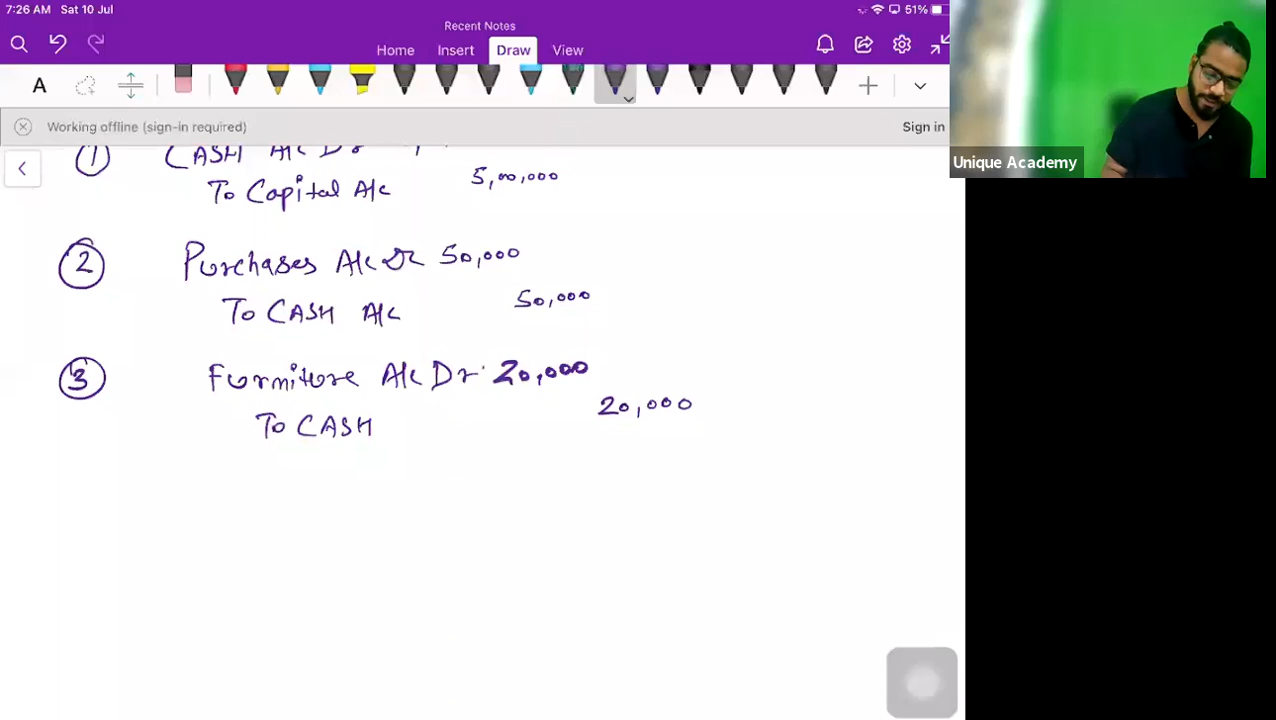 7:26 AM Sat 10 Jul
51%
Recent Notes
Home Insert Draw View
A
Working offline (sign-in required)
Sign in
Unique Academy
1 CASH A/c Dr
To Capital A/c 5,00,000
2 Purchases A/c Dr 50,000
To CASH A/c 50,000
3 Furniture A/c Dr. 20,000
To CASH 20,000